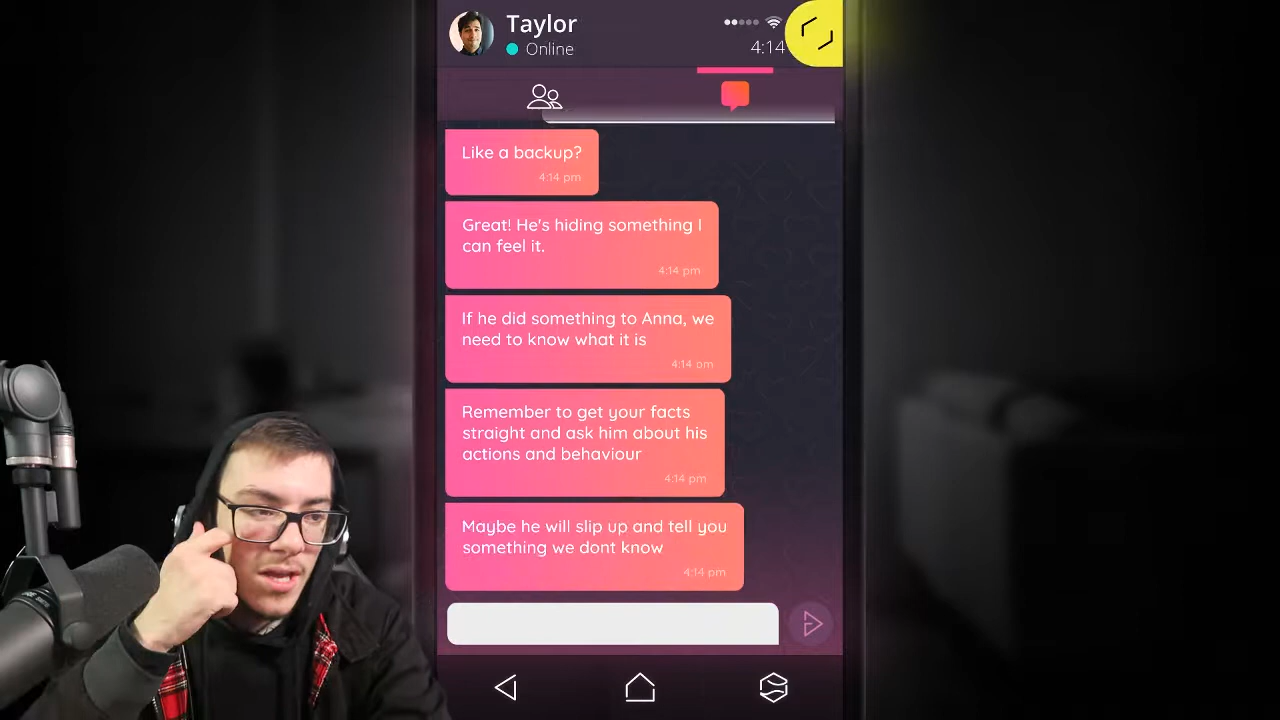 Taylor
Online
4:14
Like a backup?
4:14 pm
Great! He's hiding something I
can feel it.
4:14 pm
If he did something to Anna, we
need to know what it is
4:14 pm
Remember to get your facts
straight and ask him about his
actions and behaviour
4:14 pm
Maybe he will slip up and tell you
something we dont know
4:14 pm